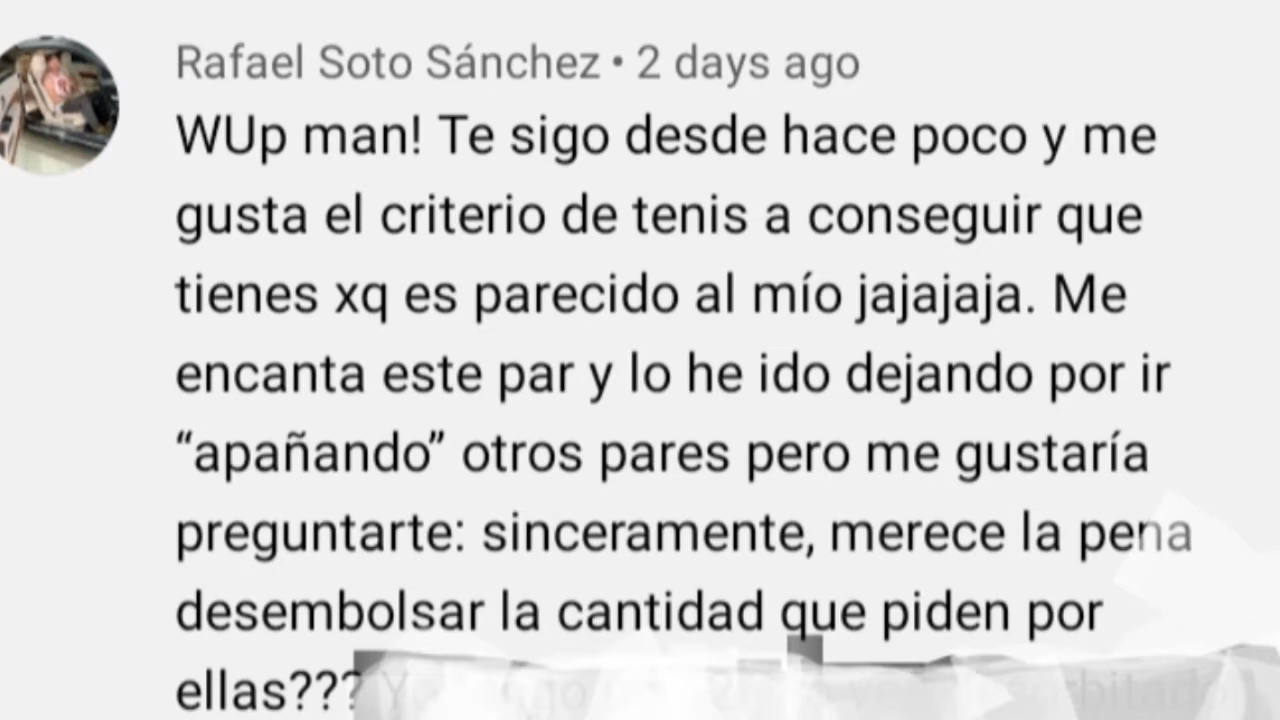 Rafael Soto Sánchez • 2 days ago
WUp man! Te sigo desde hace poco y me
gusta el criterio de tenis a conseguir que
tienes xq es parecido al mío jajajaja. Me
encanta este par y lo he ido dejando por ir
“apañando” otros pares pero me gustaría
preguntarte: sinceramente, merece la pena
desembolsar la cantidad que piden por
ellas???